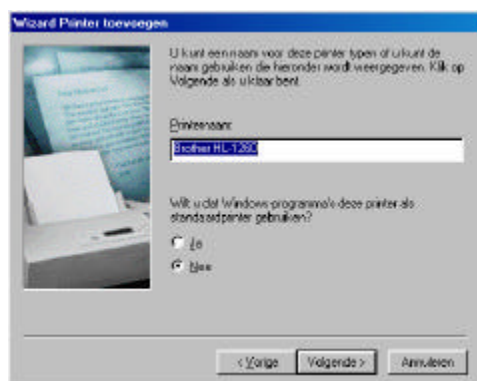 Wizard Printer toevoegen
U kunt een naam voor deze printer typen of u kunt de
naam gebruiken die hieronder wordt weergegeven. Klik op
Volgende als u klaar bent.
Printernaam:
Brother HL-1260
Wilt u dat Windows-programma's deze printer als
standaardprinter gebruiken?
Ja
Nee
< Vorige
Volgende >
Annuleren